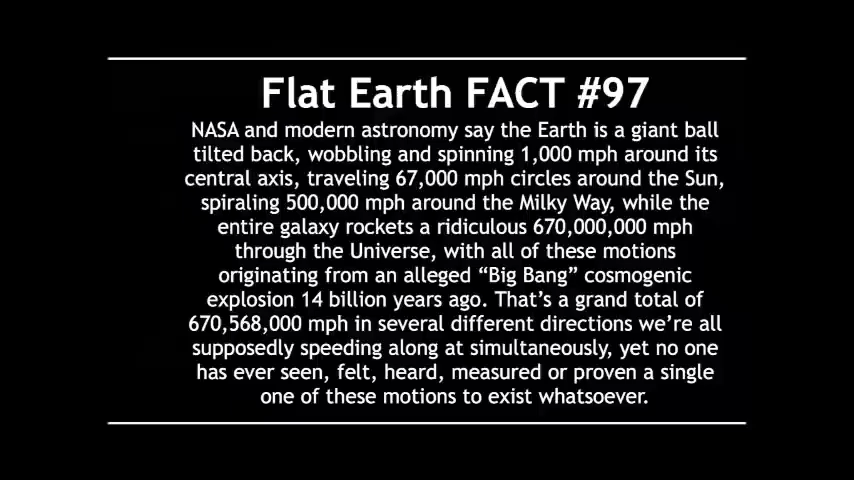 Flat Earth FACT #97
NASA and modern astronomy say the Earth is a giant ball
tilted back, wobbling and spinning 1,000 mph around its
central axis, traveling 67,000 mph circles around the Sun,
spiraling 500,000 mph around the Milky Way, while the
entire galaxy rockets a ridiculous 670,000,000 mph
through the Universe, with all of these motions
originating from an alleged “Big Bang” cosmogenic
explosion 14 billion years ago. That’s a grand total of
670,568,000 mph in several different directions we’re all
supposedly speeding along at simultaneously, yet no one
has ever seen, felt, heard, measured or proven a single
one of these motions to exist whatsoever.